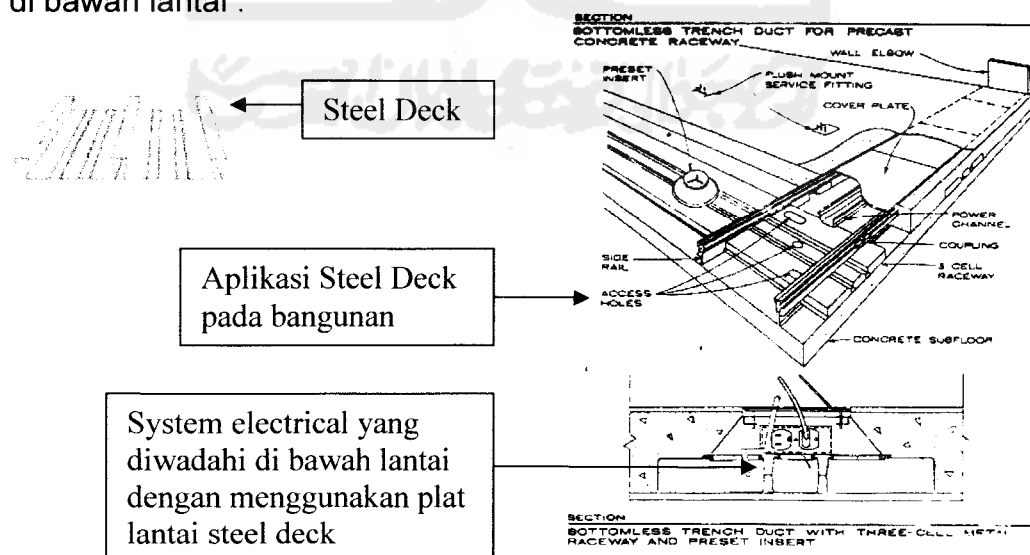 di bawah lantai .
SECTION
BOTTOMLESS TRENCH DUCT FOR PRECAST
CONCRETE RACEWAY
WALL ELBOW
PRESET
INSERT
FLUSH MOUNT
SERVICE FITTING
COVER PLATE
Steel Deck
POWER
CHANNEL
COUPLING
3 CELL
RACEWAY
SIDE
RAIL
ACCESS
HOLES
CONCRETE SUBFLOOR
Aplikasi Steel Deck
pada bangunan
System electrical yang
diwadahi di bawah lantai
dengan menggunakan plat
lantai steel deck
SECTION
BOTTOMLESS TRENCH DUCT WITH THREE-CELL METAL
RACEWAY AND PRESET INSERT